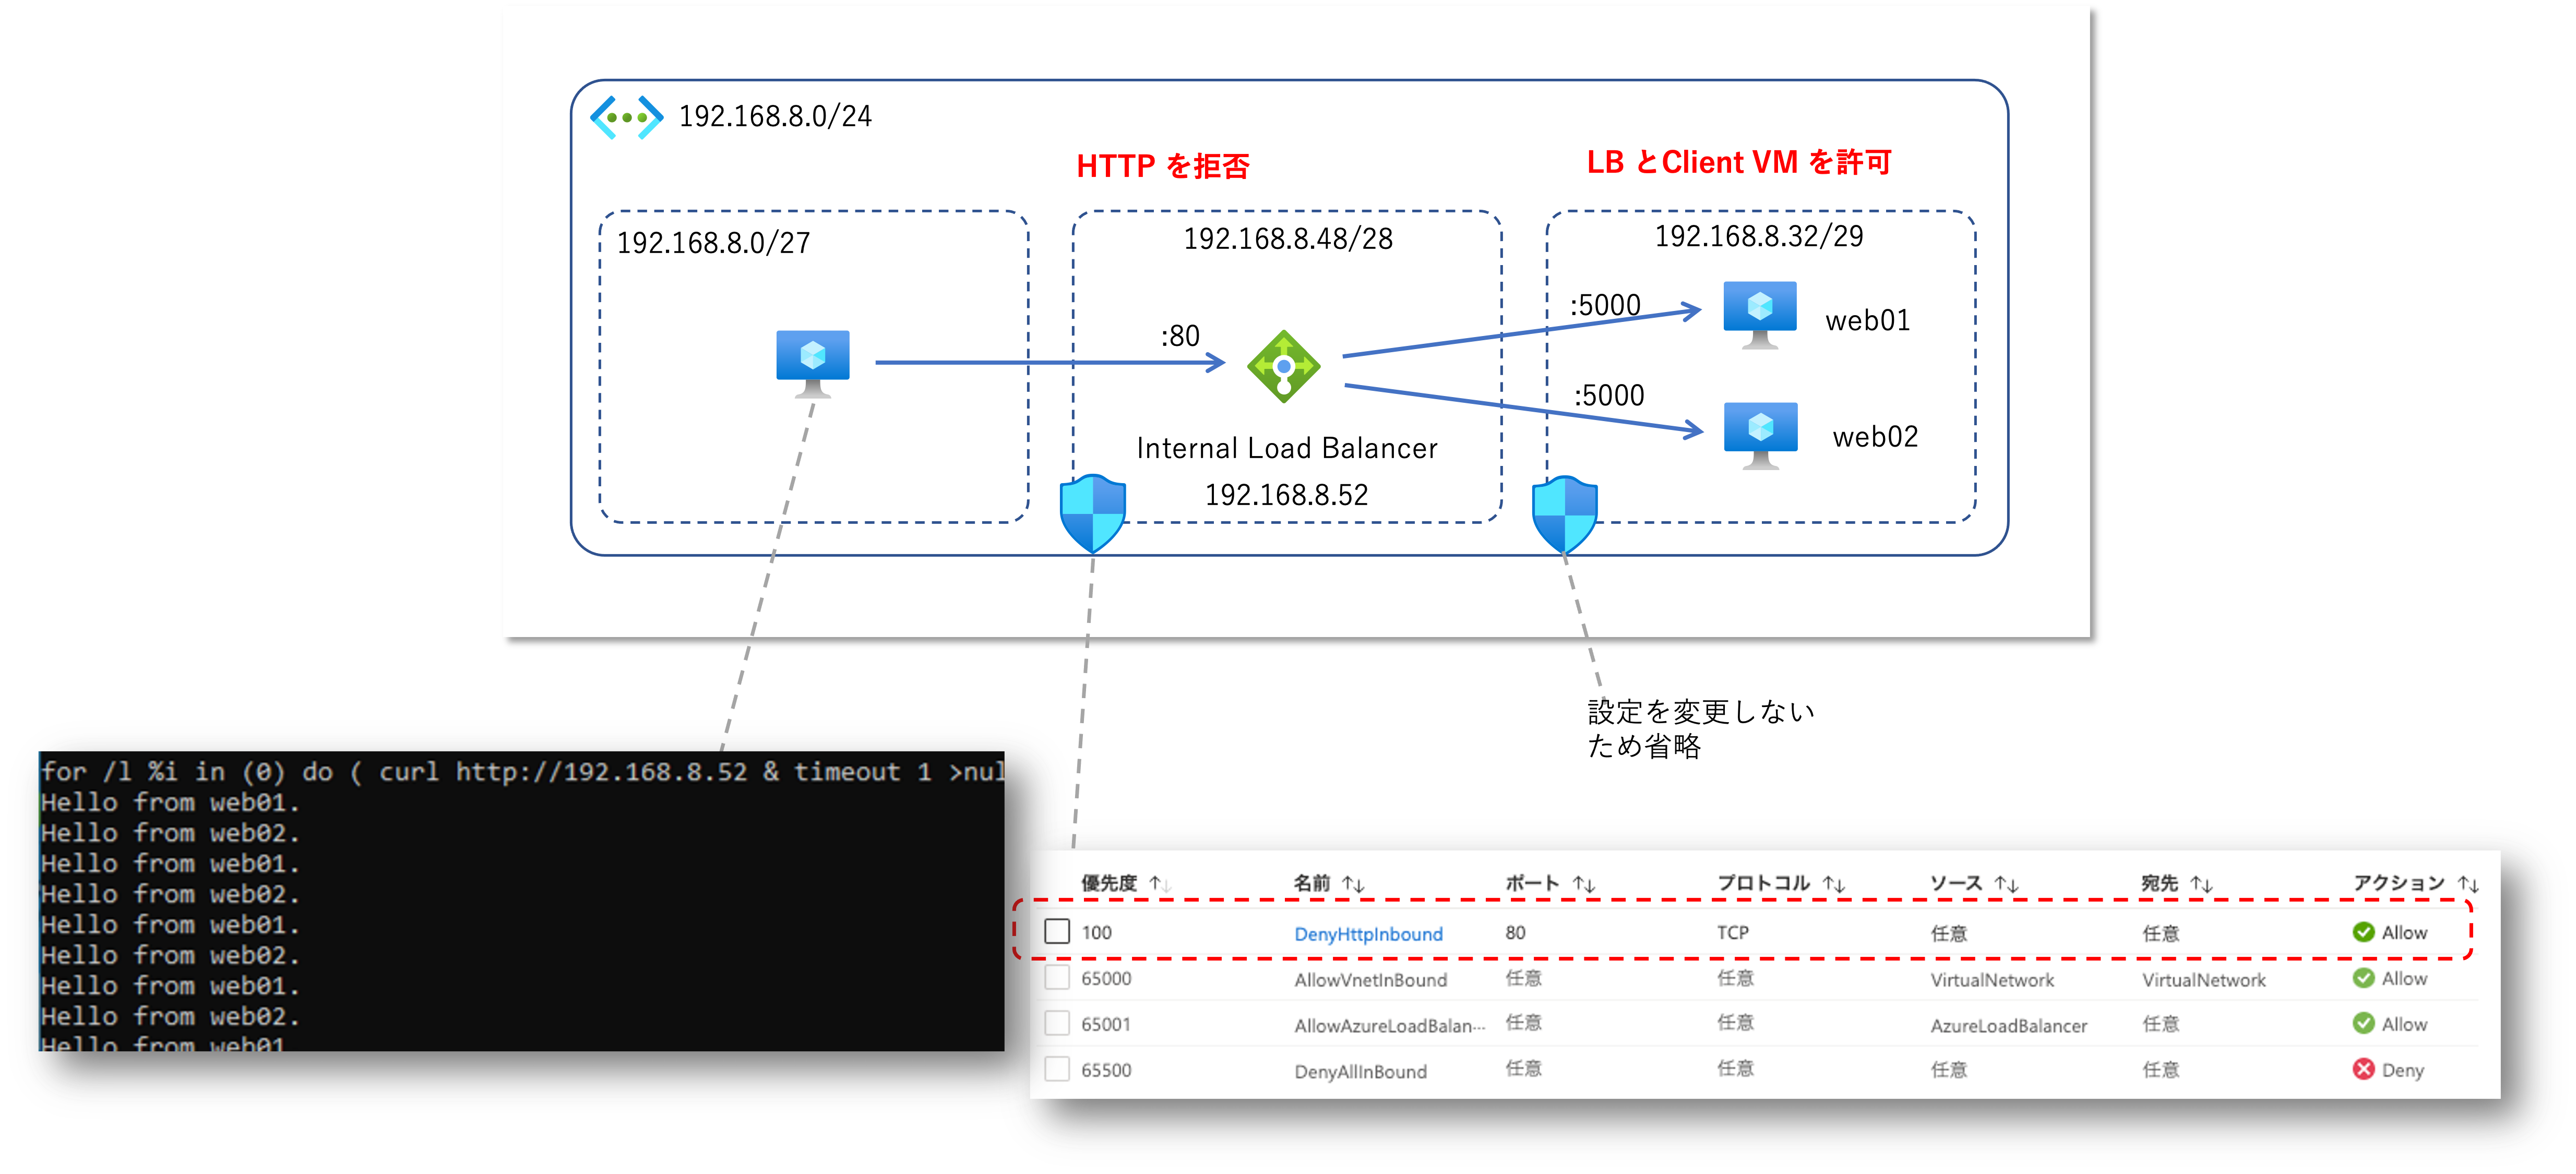 192.168.8.0/24
HTTP を拒否
LB とClient VM を許可
192.168.8.0/27
192.168.8.48/28
192.168.8.32/29
:80
:5000
:5000
web01
web02
Internal Load Balancer
192.168.8.52
設定を変更しない
ため省略
for /l %i in (0) do ( curl http://192.168.8.52 & timeout 1 >nul
Hello from web01.
Hello from web02.
Hello from web01.
Hello from web02.
Hello from web01.
Hello from web02.
Hello from web01.
Hello from web02.
Hello from web01
優先度 ↑↓ 名前 ↑↓ ポート ↑↓ プロトコル ↑↓ ソース ↑↓ 宛先 ↑↓ アクション ↑↓
100 DenyHttpInbound 80 TCP 任意 任意 Allow
65000 AllowVnetInBound 任意 任意 VirtualNetwork VirtualNetwork Allow
65001 AllowAzureLoadBalan··· 任意 任意 AzureLoadBalancer 任意 Allow
65500 DenyAllInBound 任意 任意 任意 任意 Deny